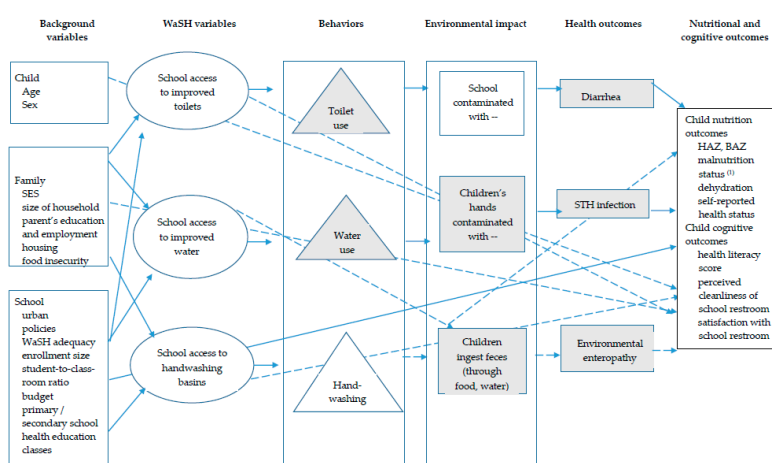 Background
variables
WaSH variables
Behaviors
Environmental impact
Health outcomes
Nutritional and
cognitive outcomes
Child
Age
Sex
Family
SES
size of household
parent's education
and employment
housing
food insecurity
School
urban
policies
WaSH adequacy
enrollment size
student-to-class-
room ratio
budget
primary /
secondary school
health education
classes
School access
to improved
toilets
School access
to improved
water
School access to
handwashing
basins
Toilet
use
Water
use
Hand-
washing
School
contaminated
with --
Children's
hands
contaminated
with --
Children
ingest feces
(through
food, water)
Diarrhea
STH infection
Environmental
enteropathy
Child nutrition
outcomes
HAZ, BAZ
malnutrition
status (1)
dehydration
self-reported
health status
Child cognitive
outcomes
health literacy
score
perceived
cleanliness of
school restroom
satisfaction with
school restroom